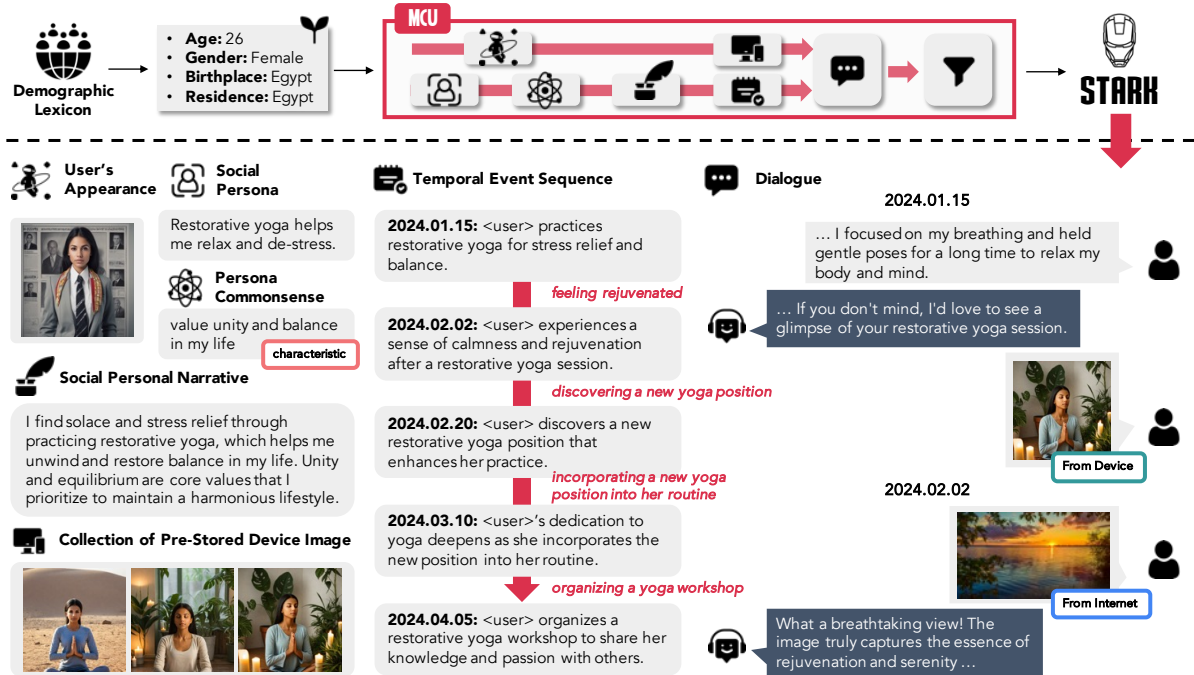 Demographic
Lexicon
• Age: 26
• Gender: Female
• Birthplace: Egypt
• Residence: Egypt
MCU
STARK
User's
Appearance
Social
Persona
Restorative yoga helps
me relax and de-stress.
Persona
Commonsense
value unity and balance
in my life
characteristic
Social Personal Narrative
I find solace and stress relief through
practicing restorative yoga, which helps me
unwind and restore balance in my life. Unity
and equilibrium are core values that I
prioritize to maintain a harmonious lifestyle.
Collection of Pre-Stored Device Image
Temporal Event Sequence
2024.01.15: <user> practices
restorative yoga for stress relief and
balance.
feeling rejuvenated
2024.02.02: <user> experiences a
sense of calmness and rejuvenation
after a restorative yoga session.
discovering a new yoga position
2024.02.20: <user> discovers a new
restorative yoga position that
enhances her practice.
incorporating a new yoga
position into her routine
2024.03.10: <user>'s dedication to
yoga deepens as she incorporates the
new position into her routine.
organizing a yoga workshop
2024.04.05: <user> organizes a
restorative yoga workshop to share her
knowledge and passion with others.
Dialogue
2024.01.15
… I focused on my breathing and held
gentle poses for a long time to relax my
body and mind.
… If you don't mind, I'd love to see a
glimpse of your restorative yoga session.
From Device
2024.02.02
From Internet
What a breathtaking view! The
image truly captures the essence of
rejuvenation and serenity …